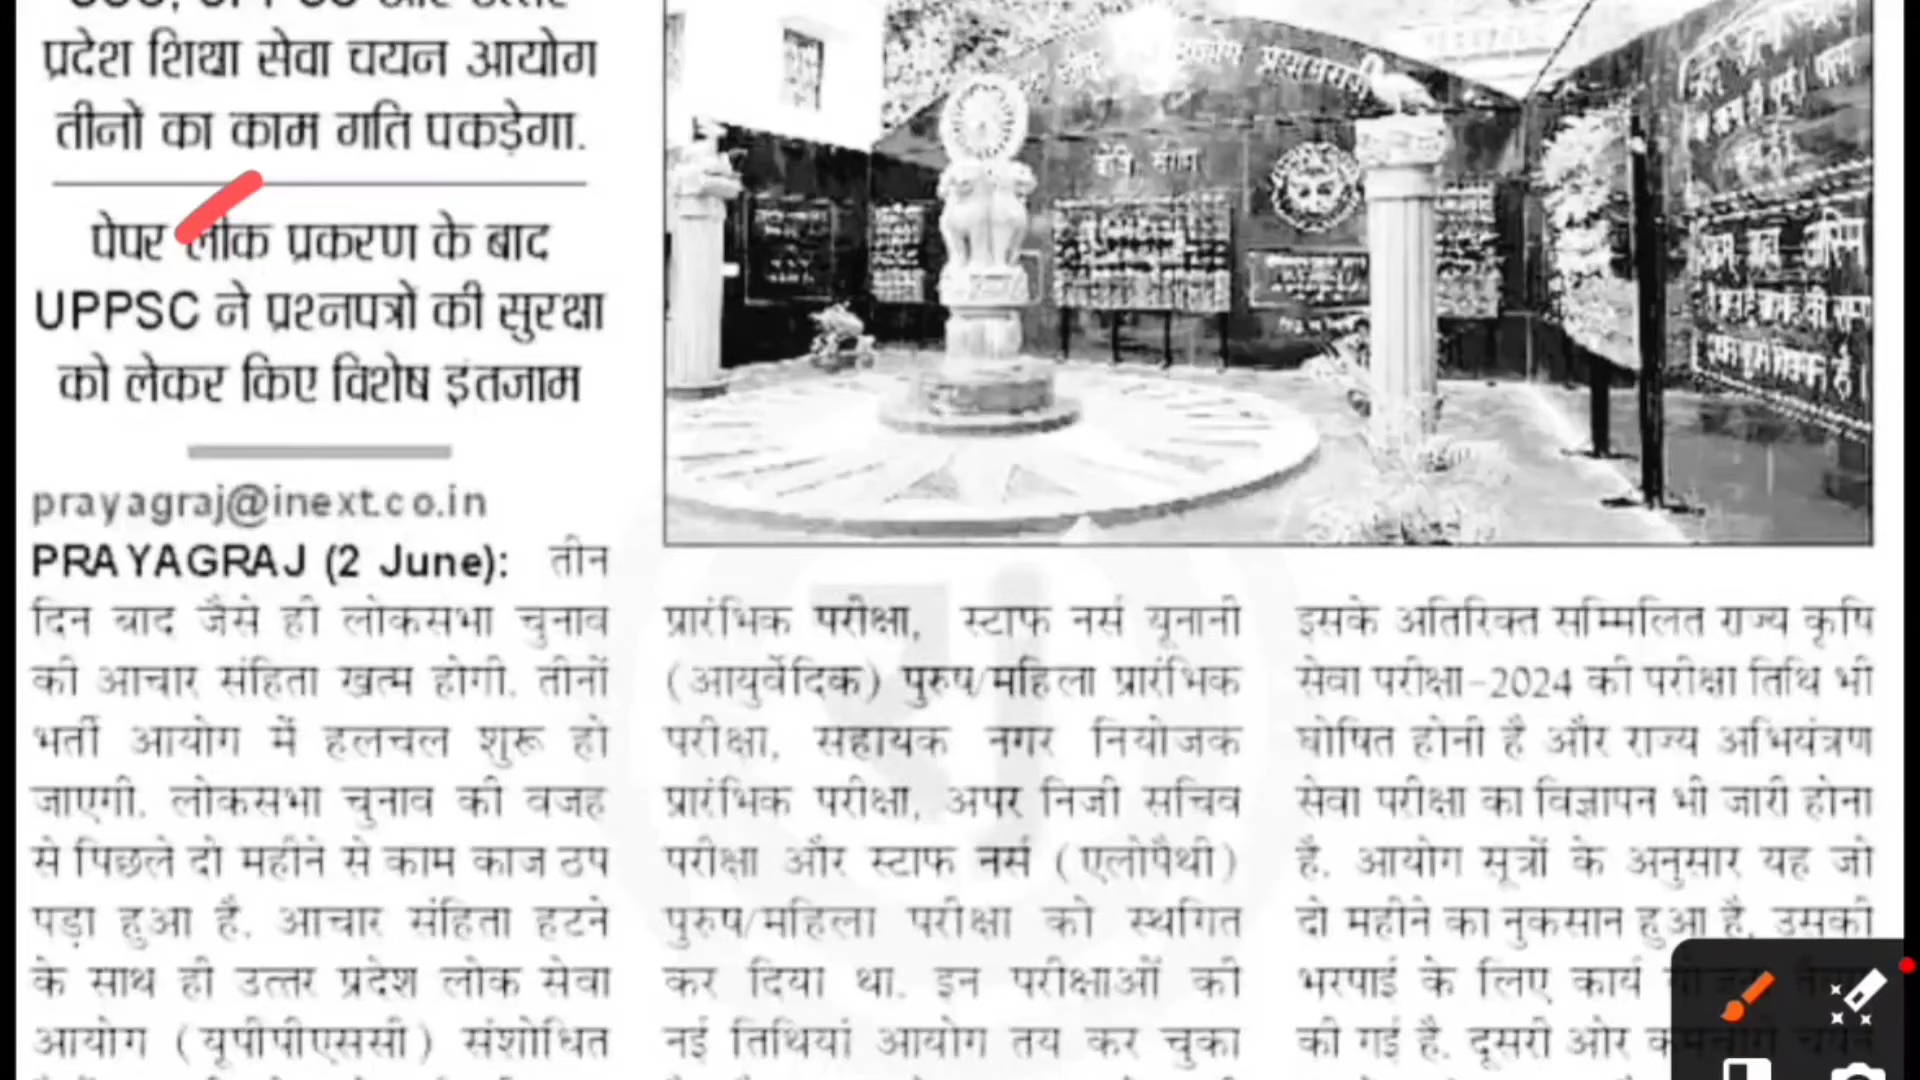 प्रदेश शिक्षा सेवा चयन आयोग
तीनों का काम गति पकड़ेगा.
पेपर लीक प्रकरण के बाद
UPPSC ने प्रश्नपत्रों की सुरक्षा
को लेकर किए विशेष इंतजाम
prayagraj@inext.co.in
PRAYAGRAJ (2 June): तीन
दिन बाद जैसे ही लोकसभा चुनाव
की आचार संहिता खत्म होगी. तीनों
भर्ती आयोग में हलचल शुरू हो
जाएगी. लोकसभा चुनाव की वजह
से पिछले दो महीने से काम काज ठप
पड़ा हुआ है. आचार संहिता हटने
के साथ ही उत्तर प्रदेश लोक सेवा
आयोग (यूपीपीएससी) संशोधित
प्रारंभिक परीक्षा, स्टाफ नर्स यूनानी
(आयुर्वेदिक) पुरुष/महिला प्रारंभिक
परीक्षा, सहायक नगर नियोजक
प्रारंभिक परीक्षा, अपर निजी सचिव
परीक्षा और स्टाफ नर्स (एलोपैथी)
पुरुष/महिला परीक्षा को स्थगित
कर दिया था. इन परीक्षाओं की
नई तिथियां आयोग तय कर चुका
इसके अतिरिक्त सम्मिलित राज्य कृषि
सेवा परीक्षा-2024 की परीक्षा तिथि भी
घोषित होनी है और राज्य अभियंत्रण
सेवा परीक्षा का विज्ञापन भी जारी होना
है. आयोग सूत्रों के अनुसार यह जो
दो महीने का नुकसान हुआ है, उसकी
भरपाई के लिए कार्य
की गई है. दूसरी ओर